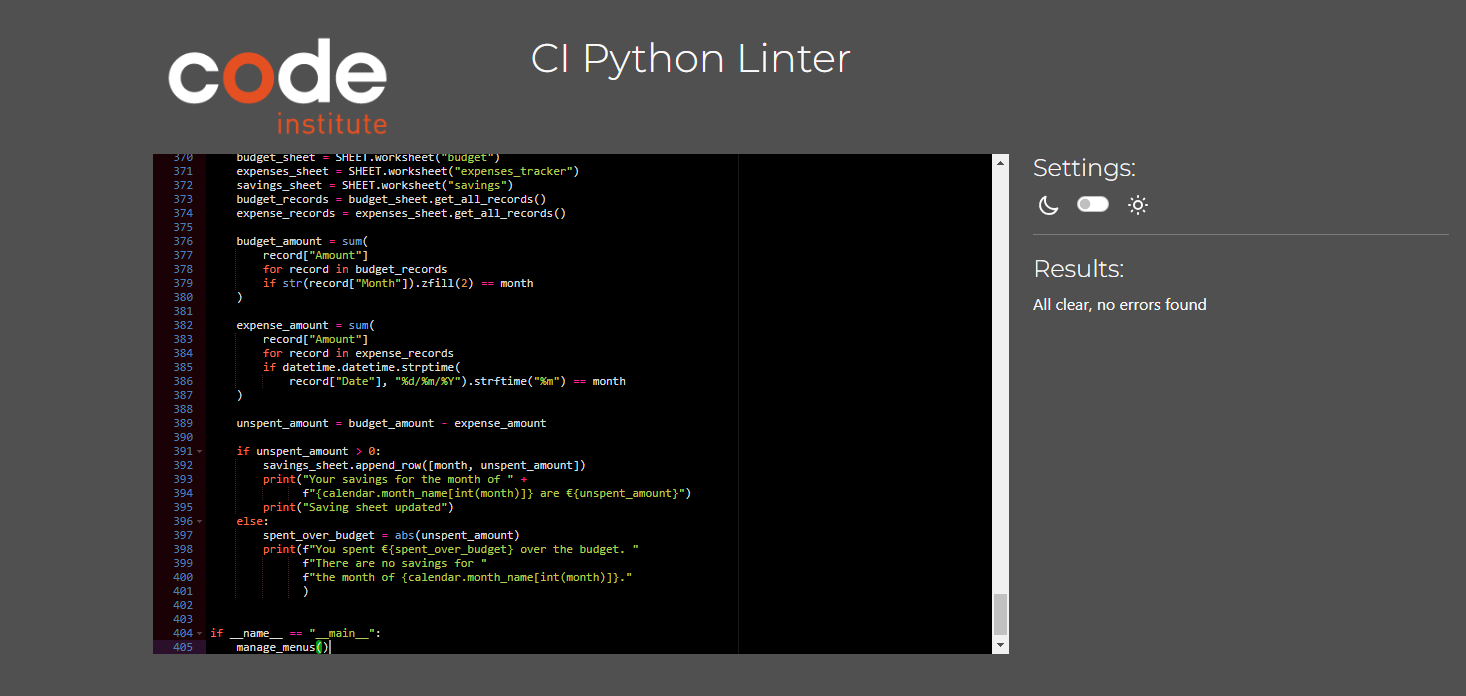 code
institute
CI Python Linter
370 budget_sheet = SHEET.worksheet("budget")
371 expenses_sheet = SHEET.worksheet("expenses_tracker")
372 savings_sheet = SHEET.worksheet("savings")
373 budget_records = budget_sheet.get_all_records()
374 expense_records = expenses_sheet.get_all_records()
375
376 budget_amount = sum(
377 record["Amount"]
378 for record in budget_records
379 if str(record["Month"]).zfill(2) == month
380 )
381
382 expense_amount = sum(
383 record["Amount"]
384 for record in expense_records
385 if datetime.datetime.strptime(
386 record["Date"], "%d/%m/%Y").strftime("%m") == month
387 )
388
389 unspent_amount = budget_amount - expense_amount
390
391 if unspent_amount > 0:
392 savings_sheet.append_row([month, unspent_amount])
393 print("Your savings for the month of " +
394 f"{calendar.month_name[int(month)]} are €{unspent_amount}")
395 print("Saving sheet updated")
396 else:
397 spent_over_budget = abs(unspent_amount)
398 print(f"You spent €{spent_over_budget} over the budget. "
399 f"There are no savings for "
400 f"the month of {calendar.month_name[int(month)]}."
401 )
402
403
404 if __name__ == "__main__":
405 manage_menus()
Settings:
Results:
All clear, no errors found